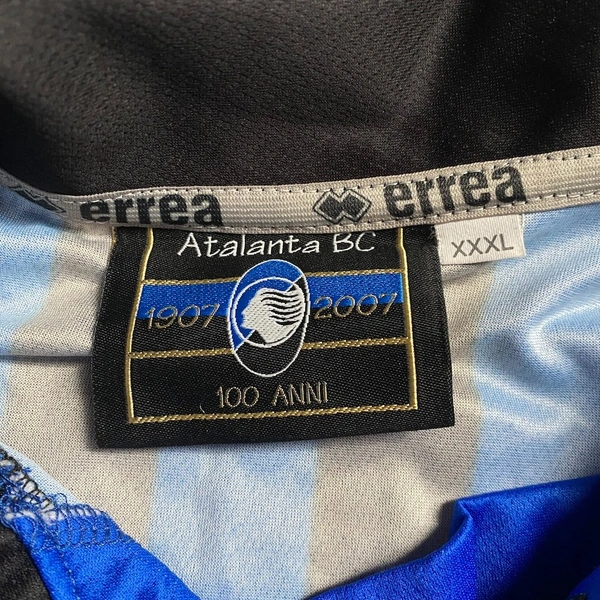 errea errea
Atalanta BC
XXXL
1907 2007
100 ANNI